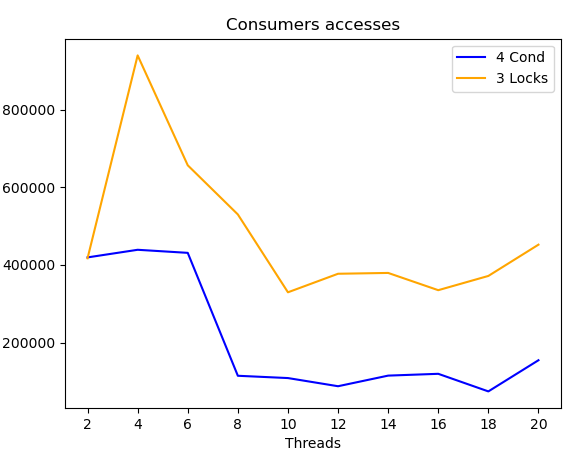 Consumers accesses
4 Cond
3 Locks
800000
600000
400000
200000
2 4 6 8 10 12 14 16 18 20
Threads